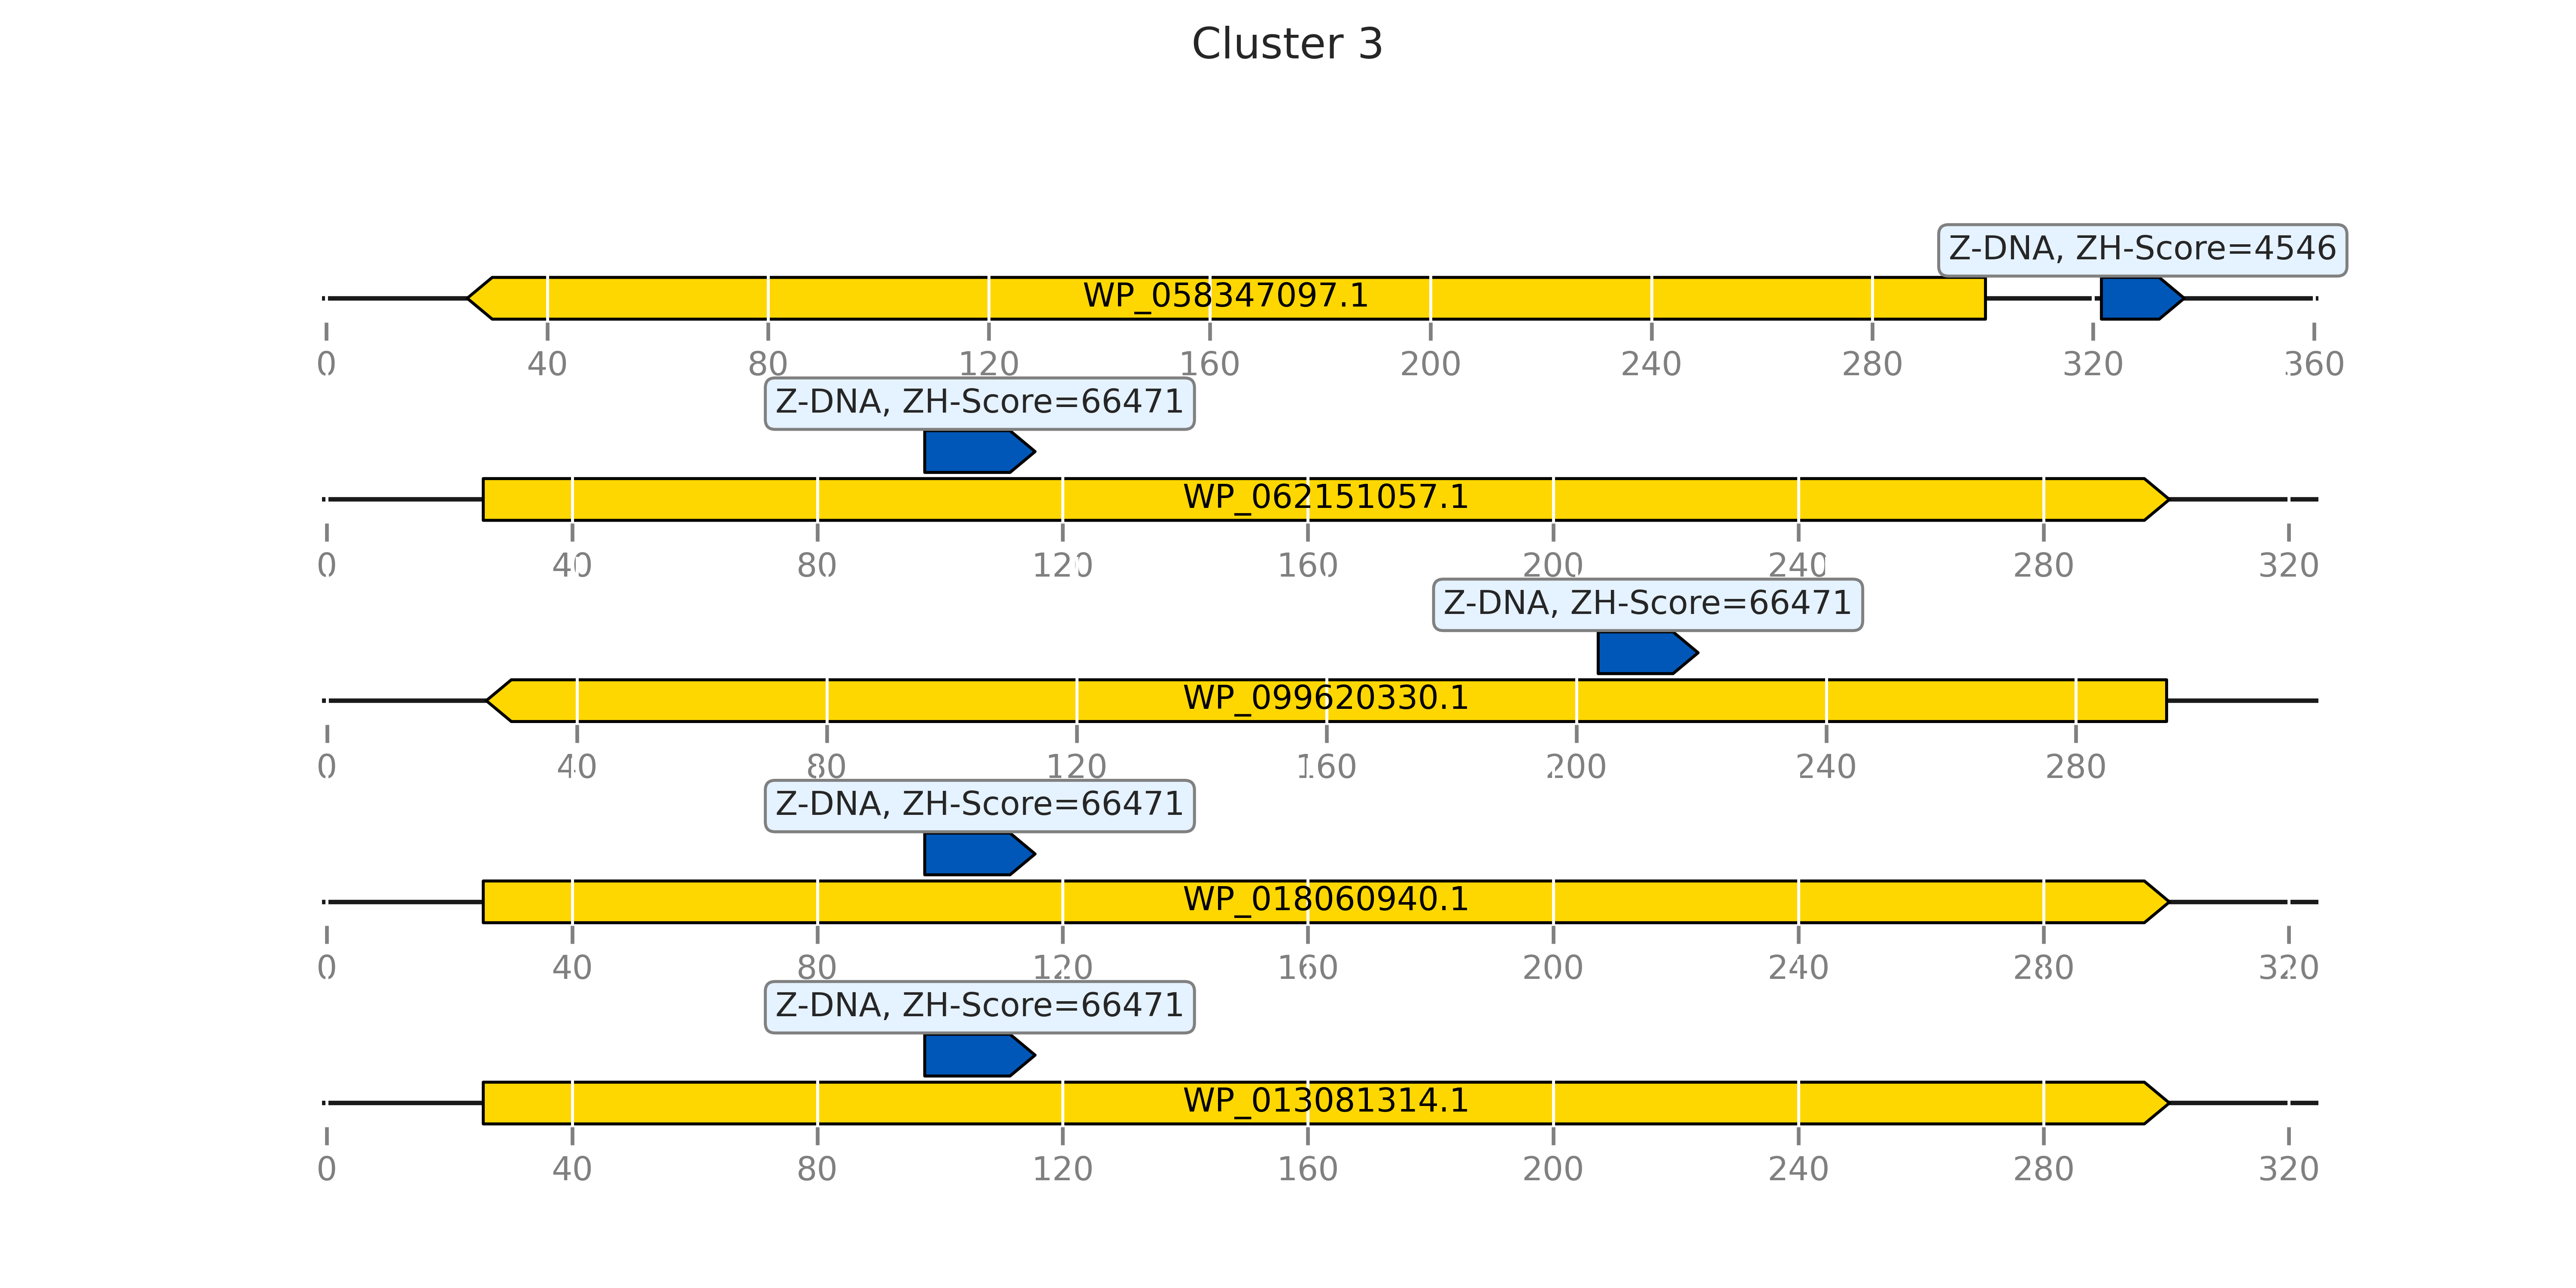 Cluster 3
Z-DNA, ZH-Score=4546
WP_058347097.1
0 40 80 120 160 200 240 280 320 360
Z-DNA, ZH-Score=66471
WP_062151057.1
0 40 80 120 160 200 240 280 320
Z-DNA, ZH-Score=66471
WP_099620330.1
0 40 80 120 160 200 240 280
Z-DNA, ZH-Score=66471
WP_018060940.1
0 40 80 120 160 200 240 280 320
Z-DNA, ZH-Score=66471
WP_013081314.1
0 40 80 120 160 200 240 280 320